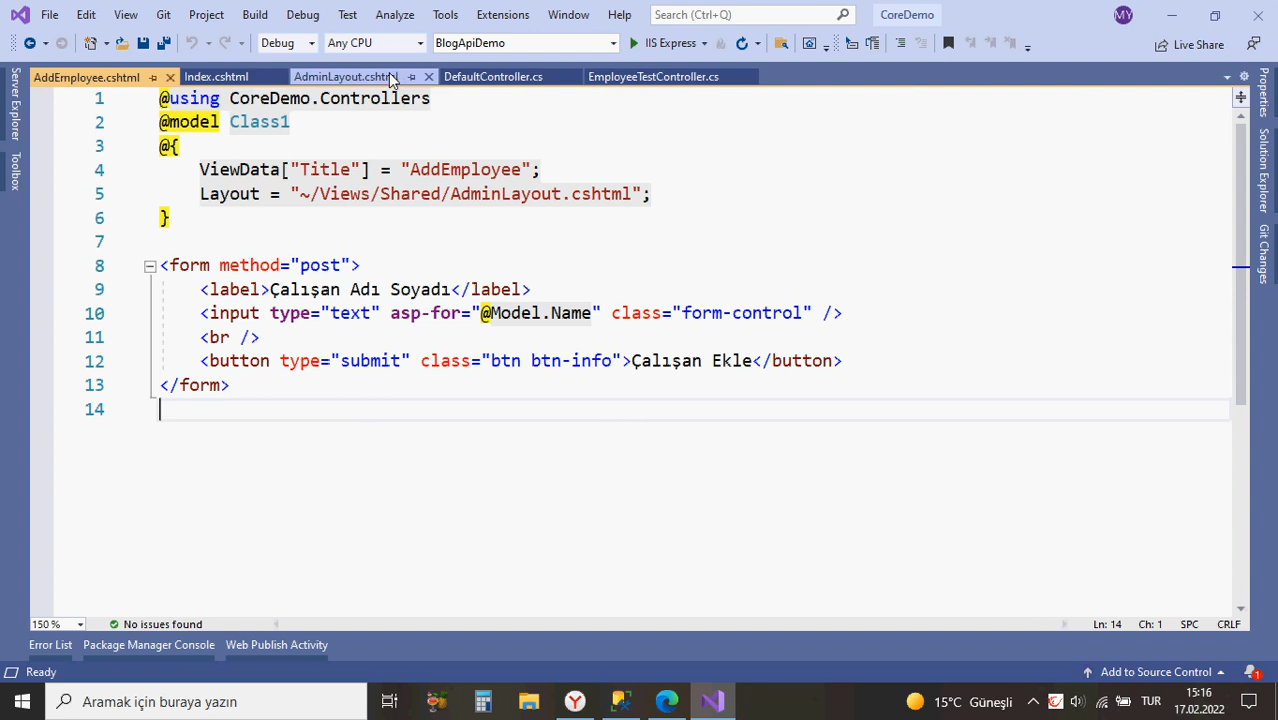 File Edit View Git Project Build Debug Test Analyze Tools Extensions Window Help Search (Ctrl+Q) CoreDemo MY
Debug Any CPU BlogApiDemo IIS Express Live Share
AddEmployee.cshtml Index.cshtml AdminLayout.cshtml DefaultController.cs EmployeeTestController.cs
Server Explorer
Toolbox
Properties
Solution Explorer
Git Changes
1 @using CoreDemo.Controllers
2 @model Class1
3 @{
4 ViewData["Title"] = "AddEmployee";
5 Layout = "~/Views/Shared/AdminLayout.cshtml";
6 }
7
8 <form method="post">
9 <label>Çalışan Adı Soyadı</label>
10 <input type="text" asp-for="@Model.Name" class="form-control" />
11 <br />
12 <button type="submit" class="btn btn-info">Çalışan Ekle</button>
13 </form>
14
150 % No issues found Ln: 14 Ch: 1 SPC CRLF
Error List Package Manager Console Web Publish Activity
Ready Add to Source Control 1
Aramak için buraya yazın 15°C Güneşli TUR 15:16
17.02.2022